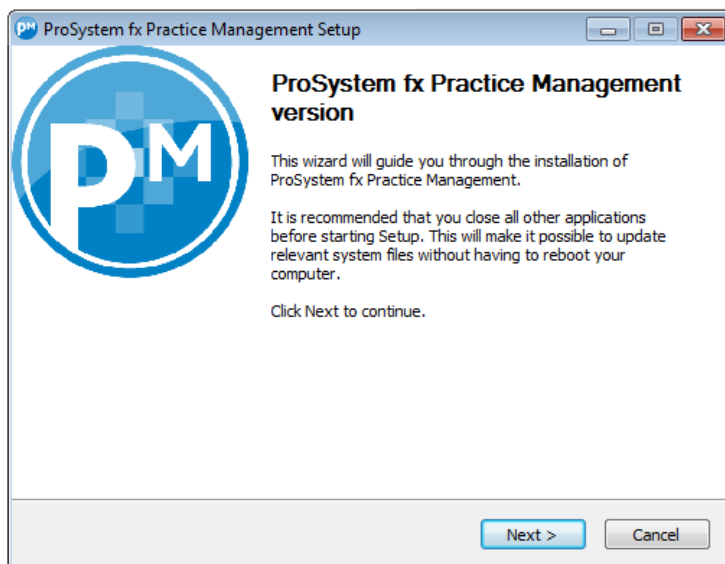 PM ProSystem fx Practice Management Setup
PM
ProSystem fx Practice Management
version
This wizard will guide you through the installation of
ProSystem fx Practice Management.
It is recommended that you close all other applications
before starting Setup. This will make it possible to update
relevant system files without having to reboot your
computer.
Click Next to continue.
Next > Cancel